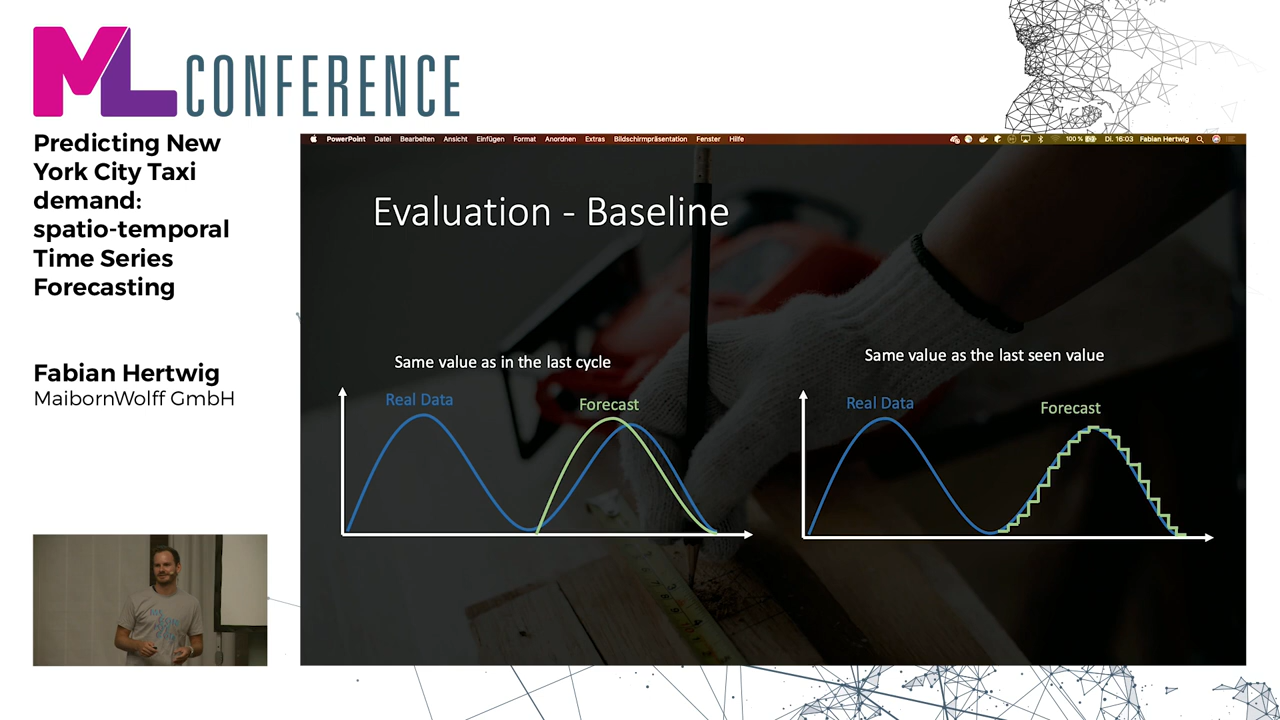 ML CONFERENCE
Predicting New
York City Taxi
demand:
spatio-temporal
Time Series
Forecasting
Fabian Hertwig
MaibornWolff GmbH
PowerPoint Datei Bearbeiten Ansicht Einfügen Format Anordnen Extras Bildschirmpräsentation Fenster Hilfe 100 % Di. 16:03 Fabian Hertwig
Evaluation - Baseline
Same value as in the last cycle
Real Data
Forecast
Same value as the last seen value
Real Data
Forecast